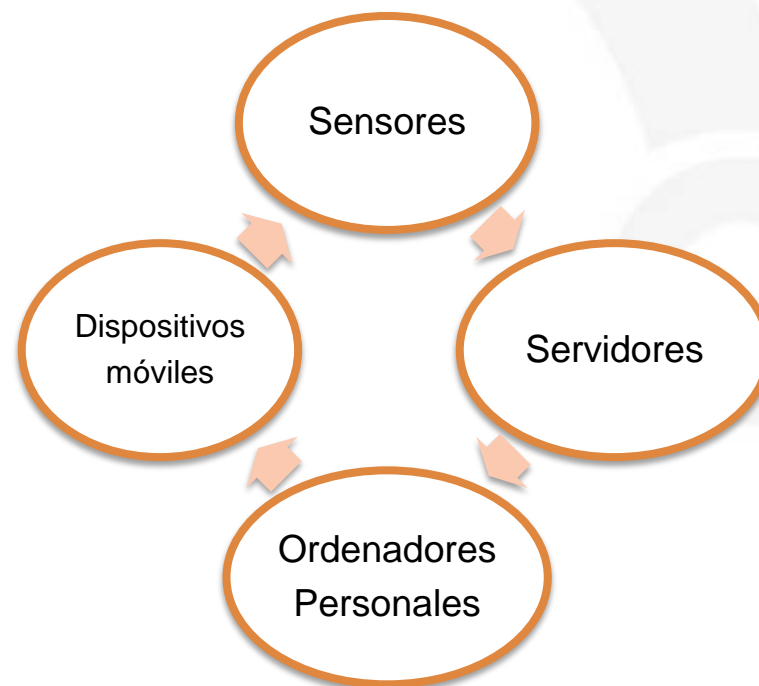 Sensores
Dispositivos
móviles
Servidores
Ordenadores
Personales